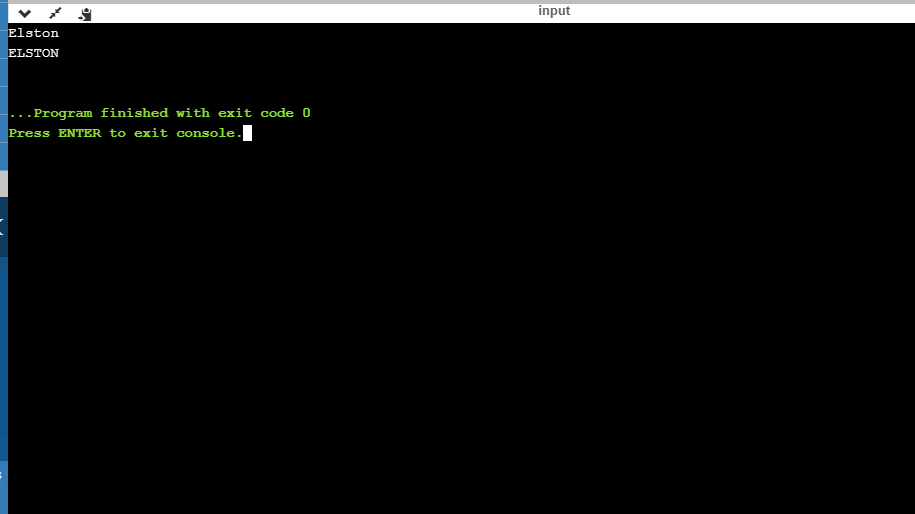 input
Elston
ELSTON
...Program finished with exit code 0
Press ENTER to exit console.